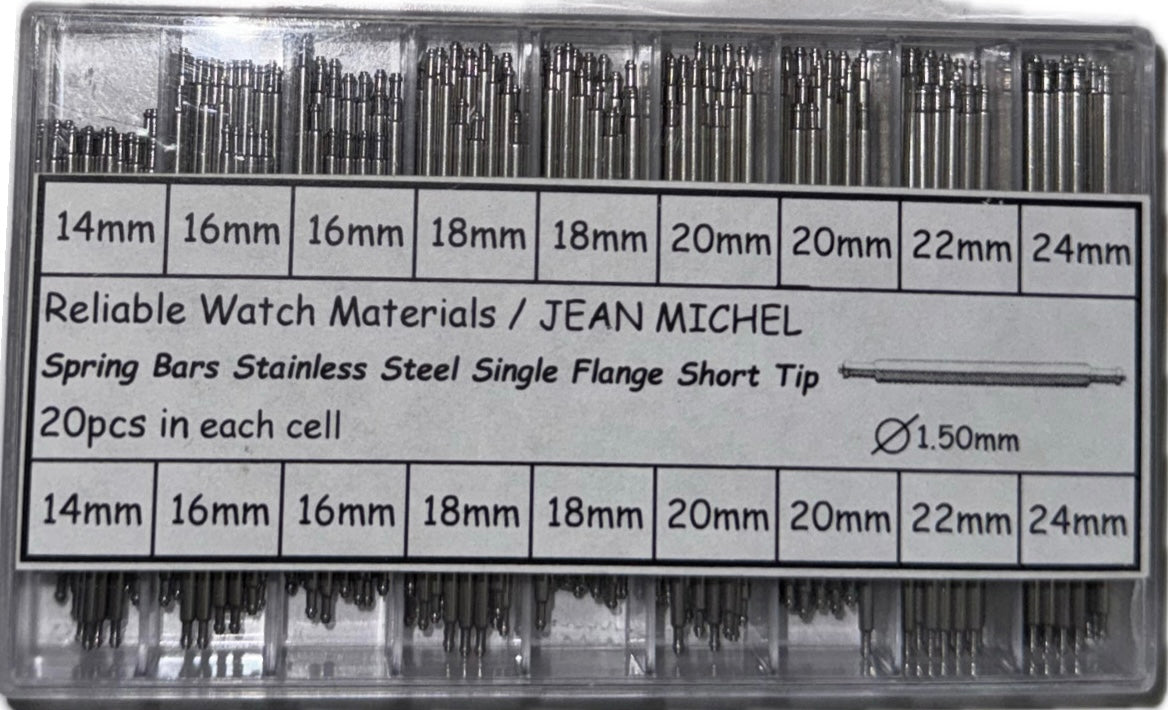 14mm 16mm 16mm 18mm 18mm 20mm 20mm 22mm 24mm
Reliable Watch Materials / JEAN MICHEL
Spring Bars Stainless Steel Single Flange Short Tip
20pcs in each cell
Ø1.50mm
14mm 16mm 16mm 18mm 18mm 20mm 20mm 22mm 24mm